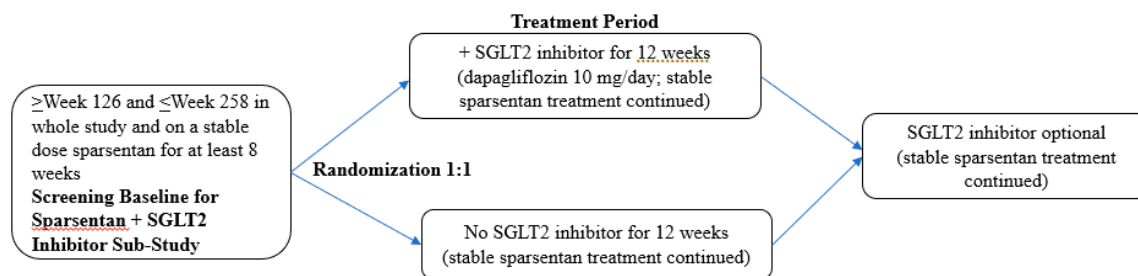 Treatment Period
+ SGLT2 inhibitor for 12 weeks
(dapagliflozin 10 mg/day; stable
sparsentan treatment continued)
≥Week 126 and ≤Week 258 in
whole study and on a stable
dose sparsentan for at least 8
weeks
Screening Baseline for
Sparsentan + SGLT2
Inhibitor Sub-Study
Randomization 1:1
No SGLT2 inhibitor for 12 weeks
(stable sparsentan treatment continued)
SGLT2 inhibitor optional
(stable sparsentan treatment
continued)